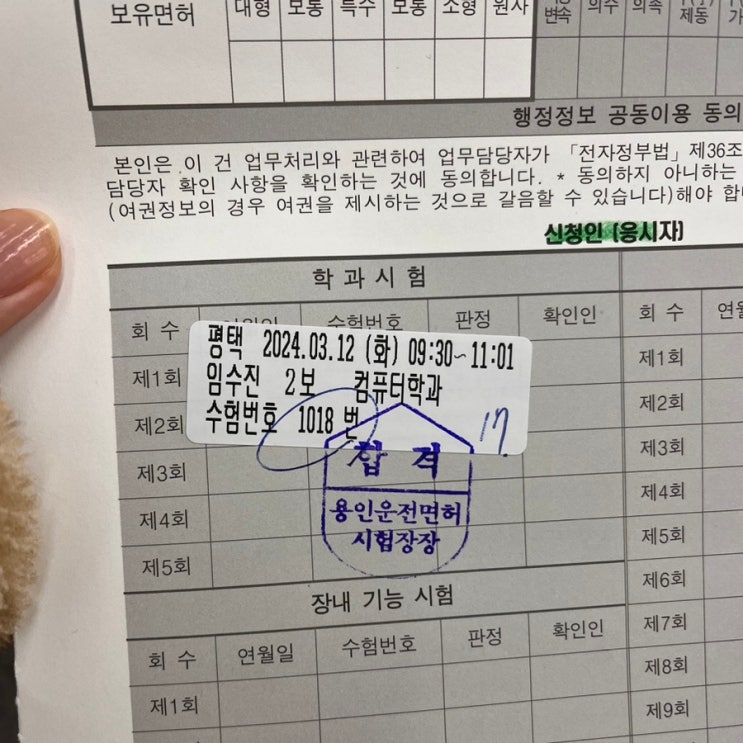 보유면허
대형 보통 특수 보통 소형 원자
변속 의수 의족 제동
행정정보 공동이용 동의
본인은 이 건 업무처리와 관련하여 업무담당자가 「전자정부법」 제36조
담당자 확인 사항을 확인하는 것에 동의합니다. * 동의하지 아니하는
(여권정보의 경우 여권을 제시하는 것으로 갈음할 수 있습니다)해야 합
신청인 (응시자)
학과시험
회 수 수험번호 판정 확인인
평택 2024.03.12 (화) 09:30~11:01
임수진 2보 컴퓨터학과
수험번호 1018 번
17
합격
용인운전면허
시험장장
제1회
제2회
제3회
제4회
제5회
장내 기능 시험
회 수 연월일 수험번호 판정 확인인
제1회
회 수
제1회
제2회
제3회
제4회
제5회
제6회
제7회
제8회
제9회